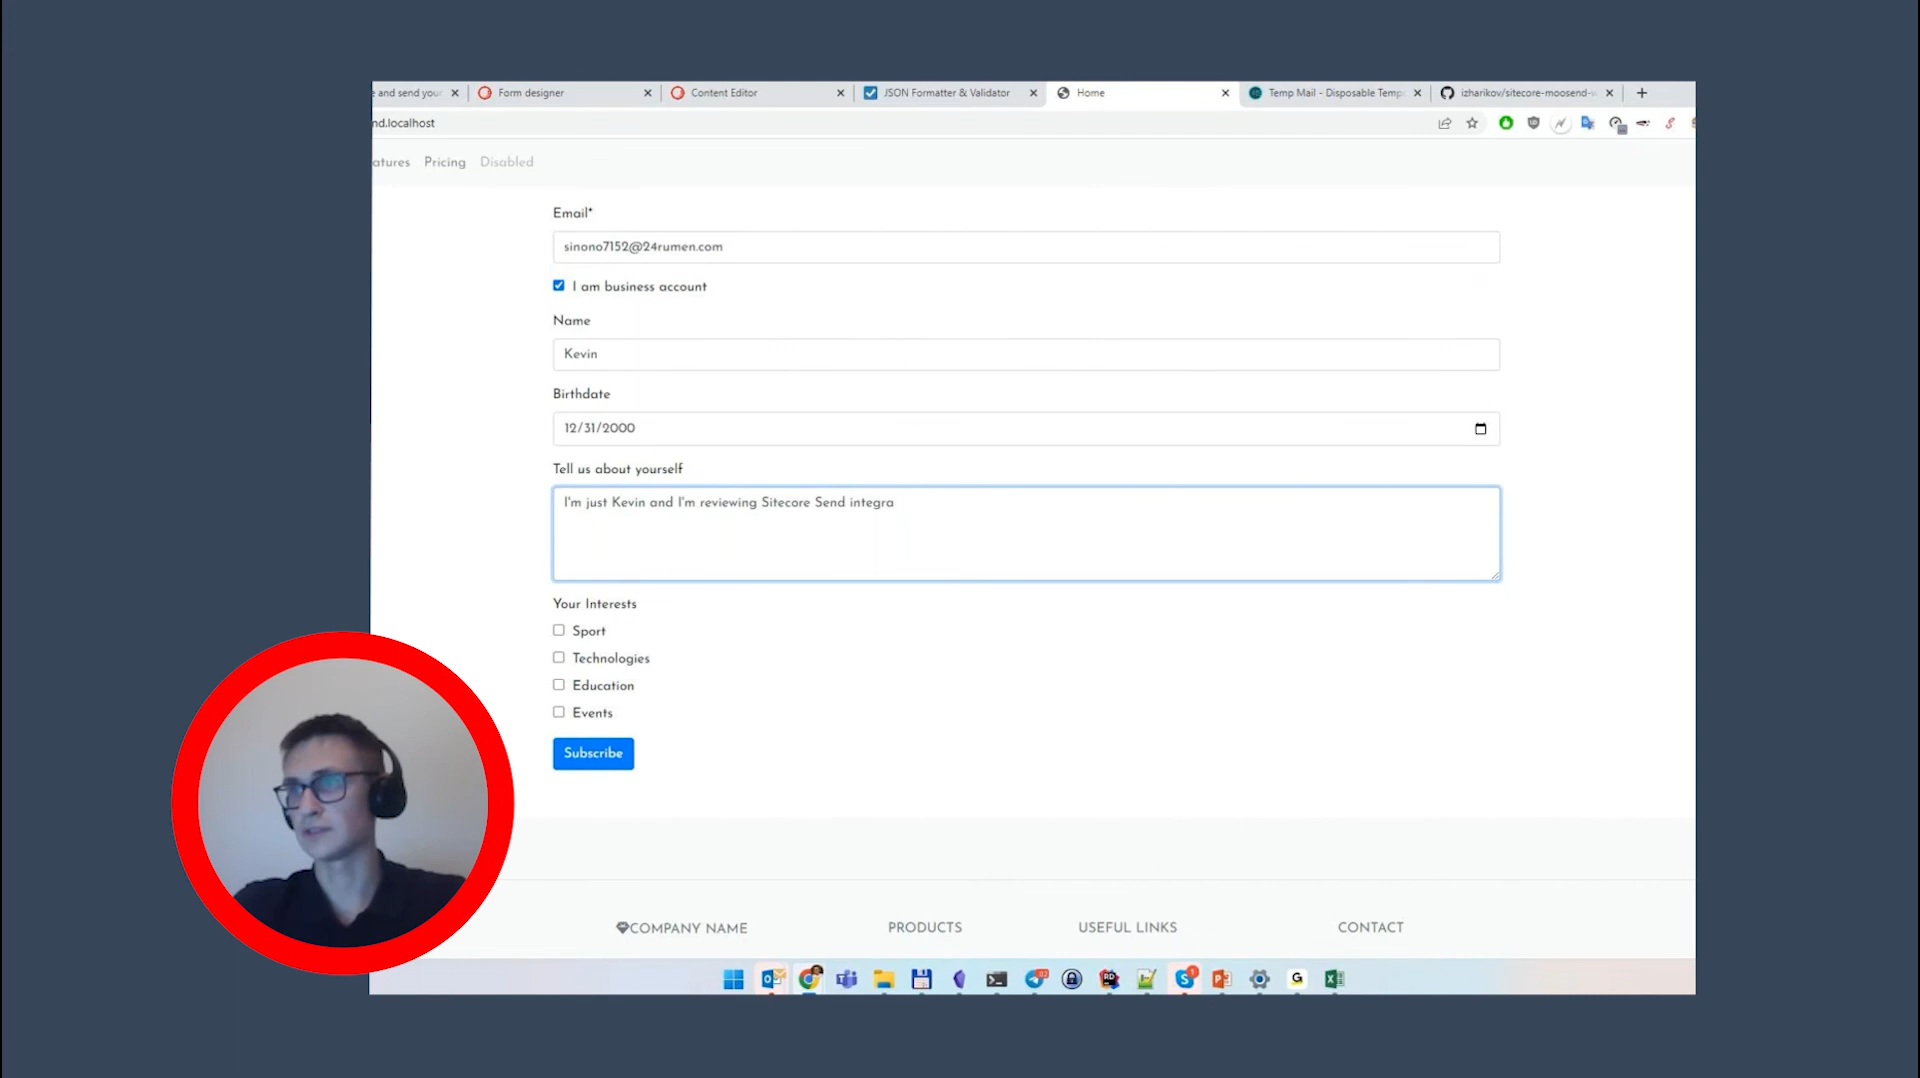 e and send your
Form designer
Content Editor
JSON Formatter & Validator
Home
Temp Mail - Disposable Temp
izharikov/sitecore-moosend-
nd.localhost
atures Pricing Disabled
Email*
sinono7152@24rumen.com
I am business account
Name
Kevin
Birthdate
12/31/2000
Tell us about yourself
I'm just Kevin and I'm reviewing Sitecore Send integra
Your Interests
Sport
Technologies
Education
Events
Subscribe
COMPANY NAME
PRODUCTS
USEFUL LINKS
CONTACT